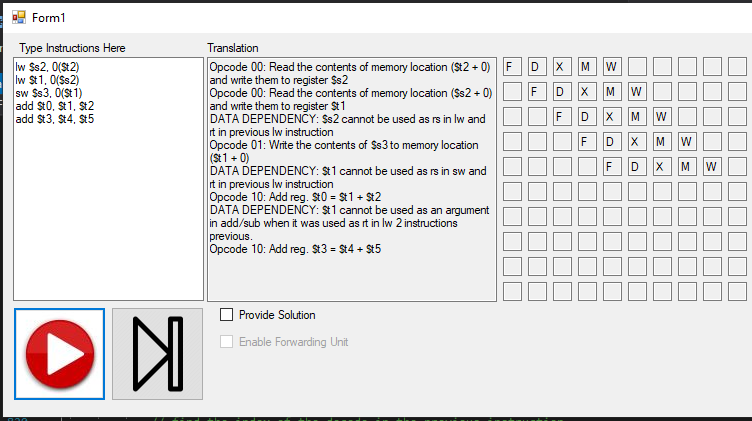 Form1
Type Instructions Here
Translation
lw $s2, 0($t2)
lw $t1, 0($s2)
sw $s3, 0($t1)
add $t0, $t1, $t2
add $t3, $t4, $t5
Opcode 00: Read the contents of memory location ($t2 + 0)
and write them to register $s2
Opcode 00: Read the contents of memory location ($s2 + 0)
and write them to register $t1
DATA DEPENDENCY: $s2 cannot be used as rs in lw and
rt in previous lw instruction
Opcode 01: Write the contents of $s3 to memory location
($t1 + 0)
DATA DEPENDENCY: $t1 cannot be used as rs in sw and
rt in previous lw instruction
Opcode 10: Add reg. $t0 = $t1 + $t2
DATA DEPENDENCY: $t1 cannot be used as an argument
in add/sub when it was used as rt in lw 2 instructions
previous.
Opcode 10: Add reg. $t3 = $t4 + $t5
F D X M W
F D X M W
F D X M W
F D X M W
F D X M W
Provide Solution
Enable Forwarding Unit